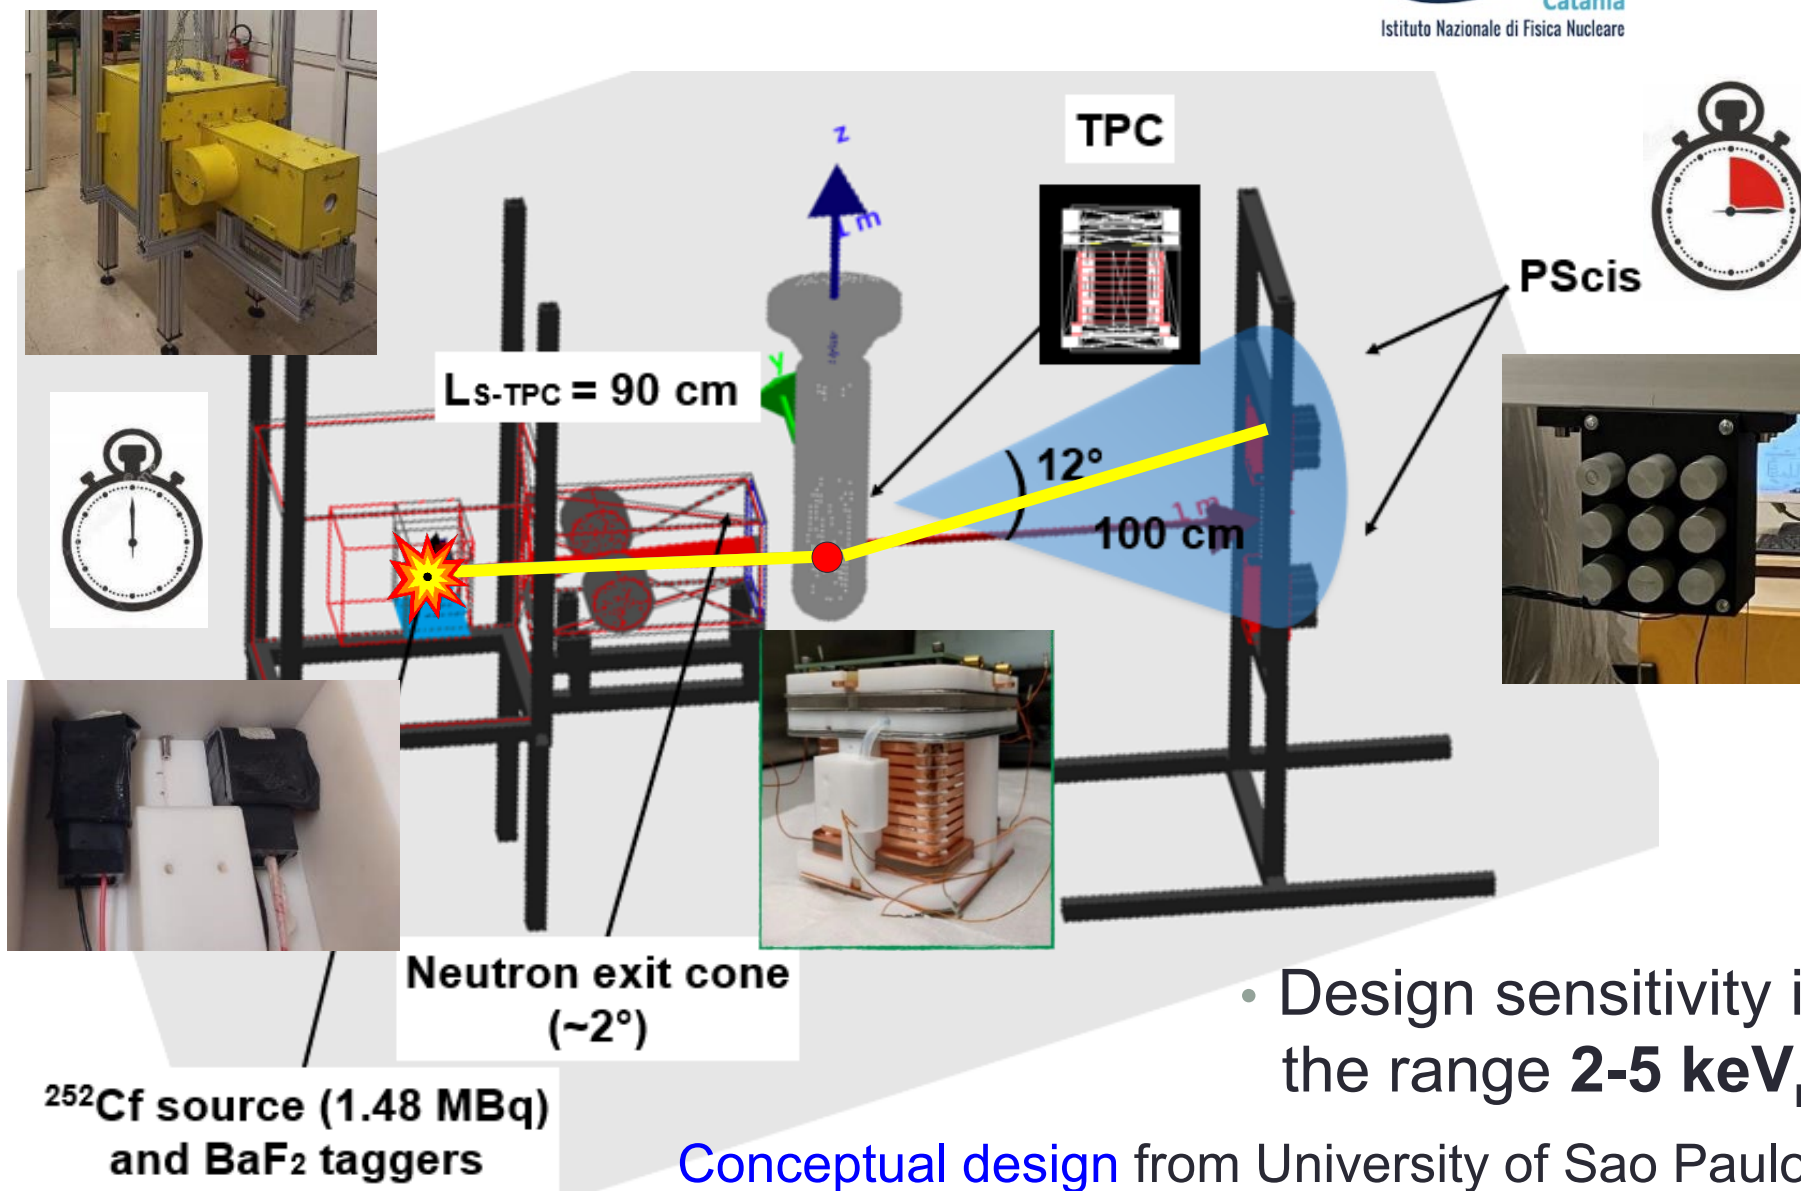 Catania
Istituto Nazionale di Fisica Nucleare
TPC
z
1 m
PScis
LS-TPC = 90 cm
Y
12°
1 m
100 cm
Neutron exit cone
(~2°)
• Design sensitivity i
the range 2-5 keV
252Cf source (1.48 MBq)
and BaF2 taggers
Conceptual design from University of Sao Paulo